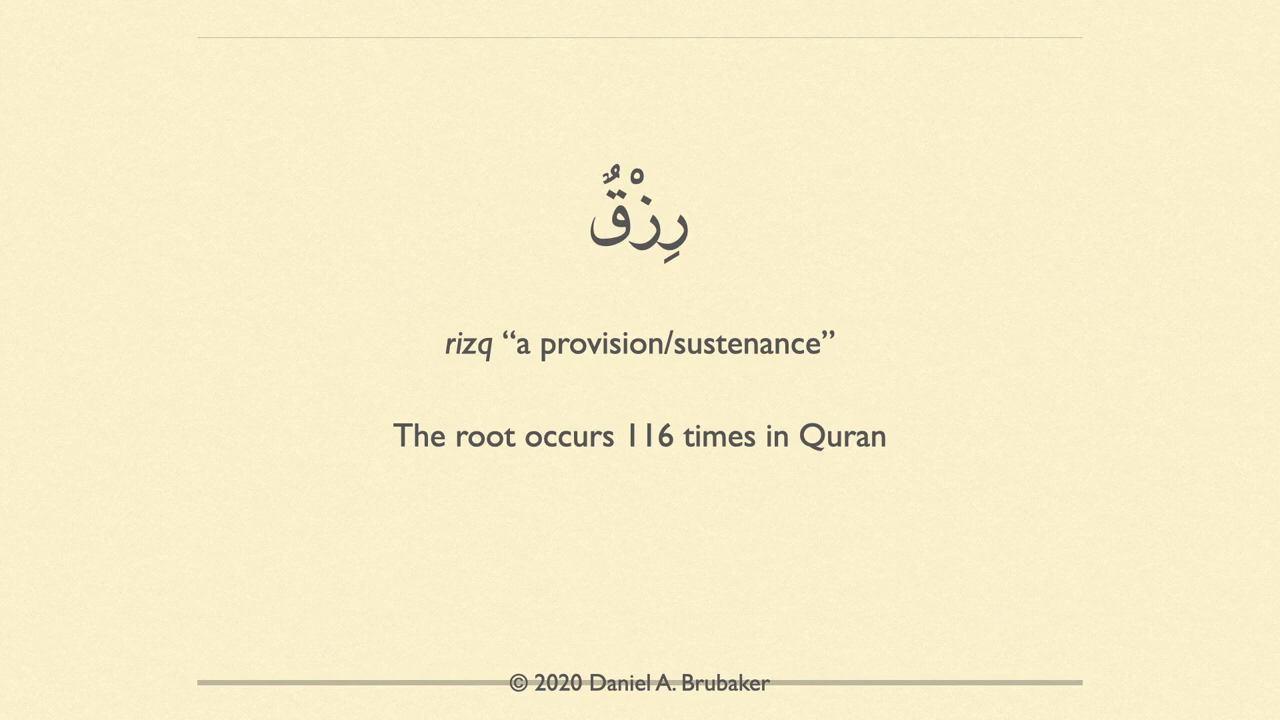 رِزْقٌ
rizq “a provision/sustenance”
The root occurs 116 times in Quran
© 2020 Daniel A. Brubaker